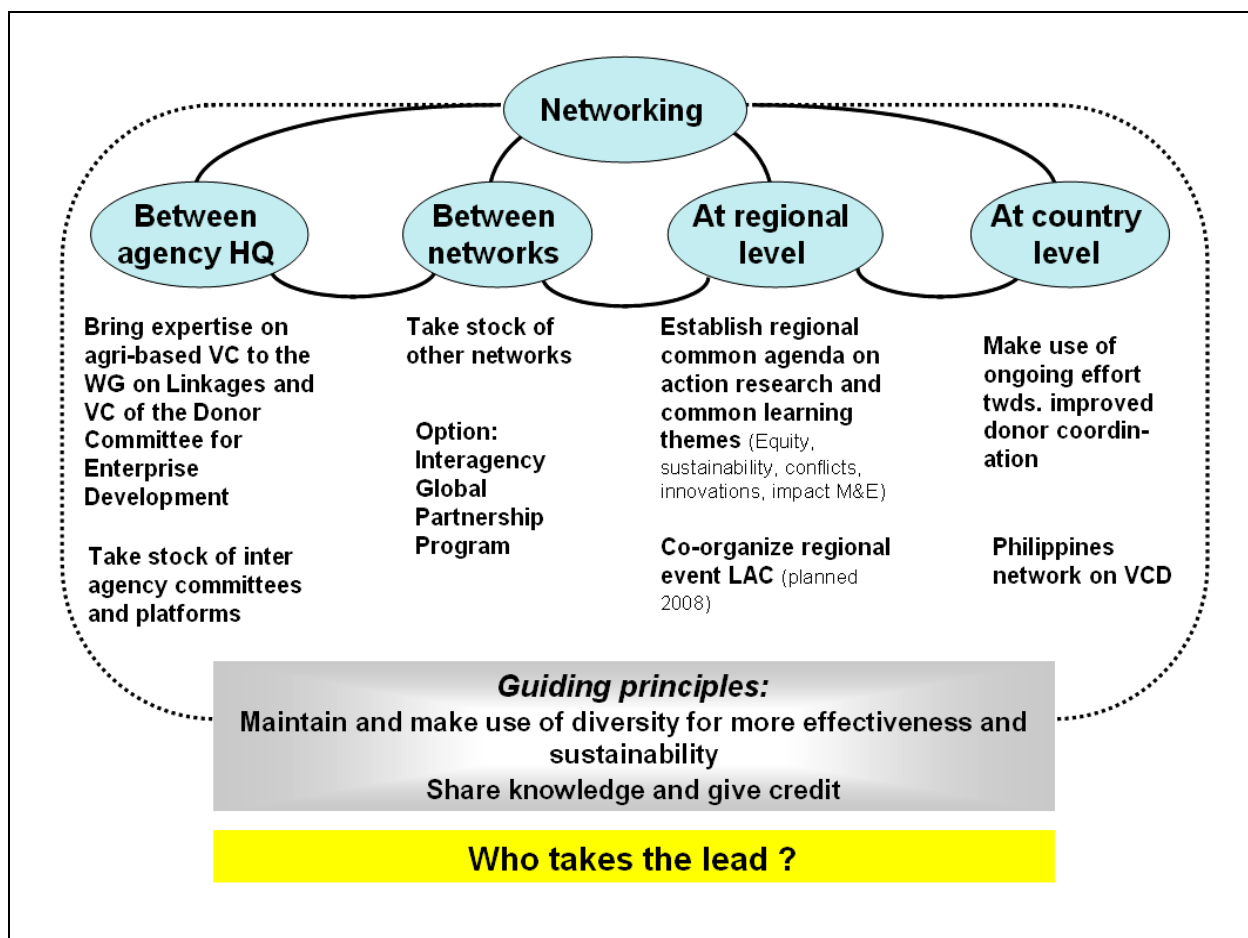 Networking
Between
agency HQ
Between
networks
At regional
level
At country
level
Bring expertise on
agri-based VC to the
WG on Linkages and
VC of the Donor
Committee for
Enterprise
Development
Take stock of inter
agency committees
and platforms
Take stock of
other networks
Option:
Interagency
Global
Partnership
Program
Establish regional
common agenda on
action research and
common learning
themes (Equity,
sustainability, conflicts,
innovations, impact M&E)
Co-organize regional
event LAC (planned
2008)
Make use of
ongoing effort
twds. improved
donor coordin-
ation
Philippines
network on VCD
Guiding principles:
Maintain and make use of diversity for more effectiveness and
sustainability
Share knowledge and give credit
Who takes the lead ?